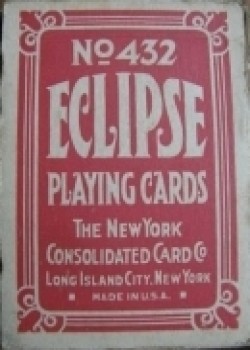 No 432
ECLIPSE
PLAYING CARDS
THE NEW YORK
CONSOLIDATED CARD Co
LONG ISLAND CITY, NEW YORK
MADE IN U.S.A.